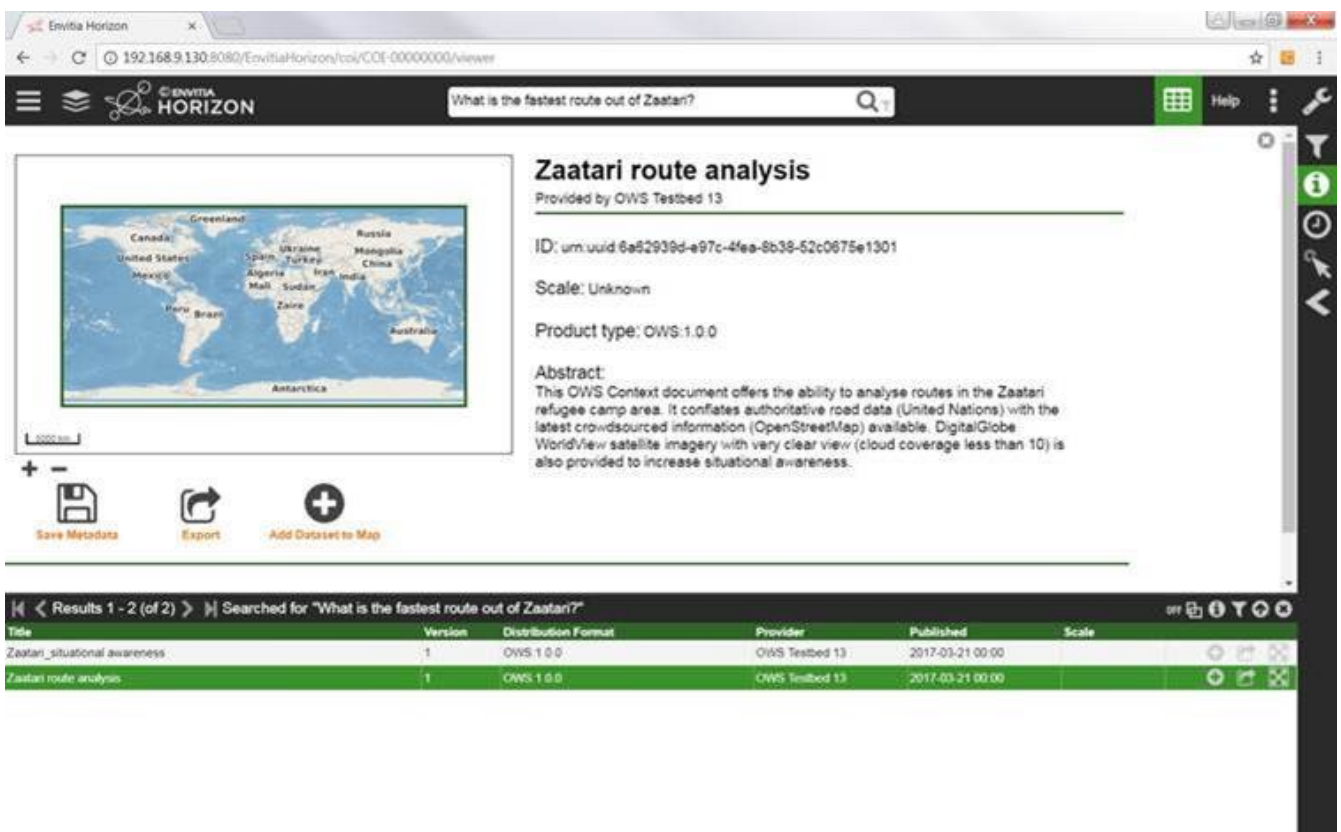 Envitia Horizon
192.168.9.130:8080/EnvitiaHorizon/coi/COI-00000000/viewer
© ENVITIA
HORIZON
What is the fastest route out of Zaatari?
Help
Zaatari route analysis
Provided by OWS Testbed 13
Greenland
Canada
Russia
United States
Ukraine
Mongolia
Spain
Turkey
China
Mexico
Algeria
Iran
India
Mali
Sudan
Zaire
Peru
Brazil
Australia
Antarctica
5000 km
ID: urn:uuid:6a62939d-e97c-4fea-8b38-52c0675e1301
Scale: Unknown
Product type: OWS:1.0.0
Abstract:
This OWS Context document offers the ability to analyse routes in the Zaatari
refugee camp area. It conflates authoritative road data (United Nations) with the
latest crowdsourced information (OpenStreetMap) available. DigitalGlobe
WorldView satellite imagery with very clear view (cloud coverage less than 10) is
also provided to increase situational awareness.
Save Metadata
Export
Add Dataset to Map
Results 1 - 2 (of 2) Searched for "What is the fastest route out of Zaatari?"
OFF
Title Version Distribution Format Provider Published Scale
Zaatari_situational awareness 1 OWS:1.0.0 OWS Testbed 13 2017-03-21 00:00
Zaatari route analysis 1 OWS:1.0.0 OWS Testbed 13 2017-03-21 00:00